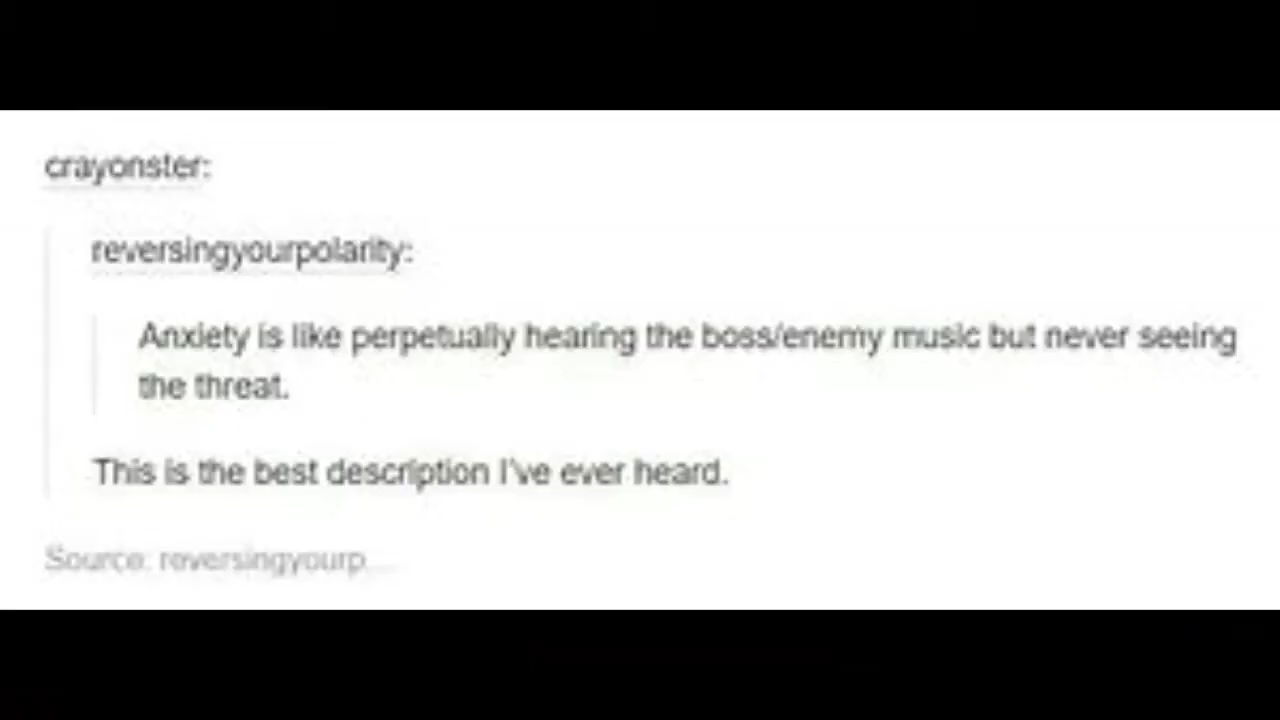 crayonster:
reversingyourpolarity:
Anxiety is like perpetually hearing the boss/enemy music but never seeing
the threat.
This is the best description I've ever heard.
Source: reversingyourp...